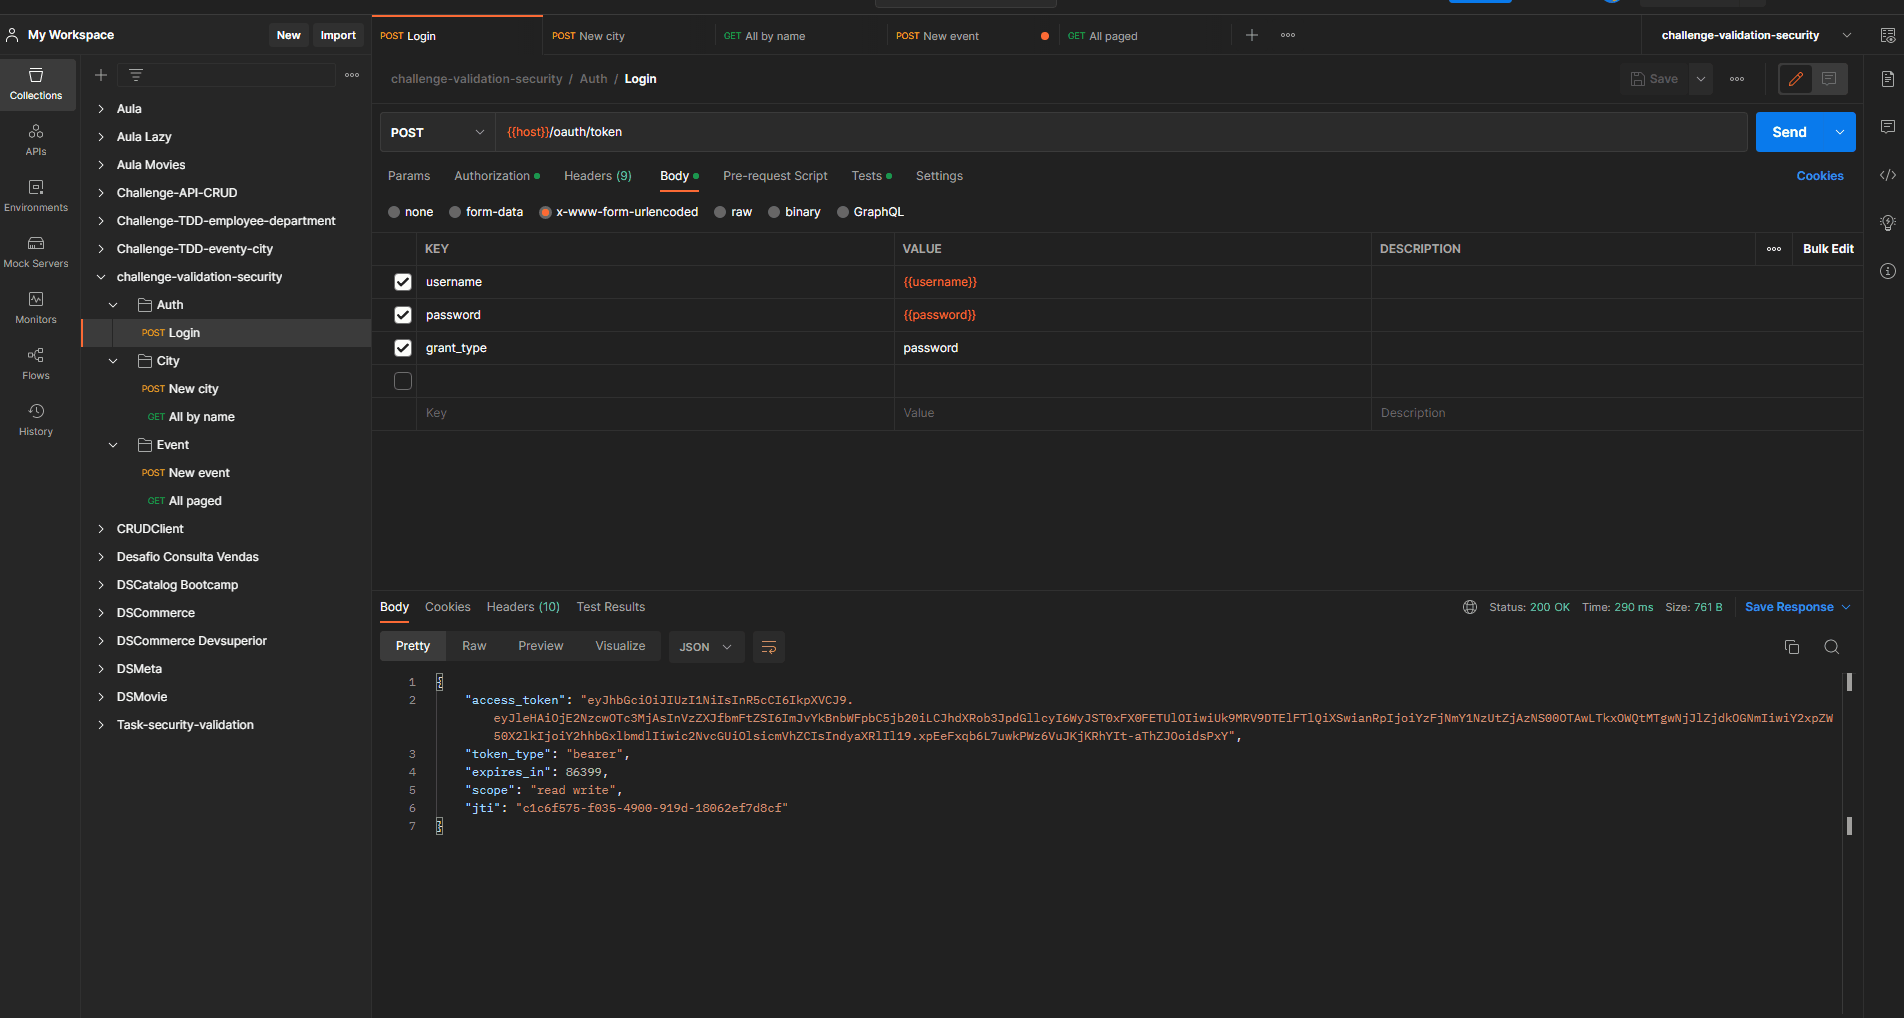 My Workspace
New
Import
POST Login
POST New city
GET All by name
POST New event
GET All paged
challenge-validation-security
Collections
APIs
Environments
Mock Servers
Monitors
Flows
History
Aula
Aula Lazy
Aula Movies
Challenge-API-CRUD
Challenge-TDD-employee-department
Challenge-TDD-eventy-city
challenge-validation-security
Auth
POST Login
City
POST New city
GET All by name
Event
POST New event
GET All paged
CRUDClient
Desafio Consulta Vendas
DSCatalog Bootcamp
DSCommerce
DSCommerce Devsuperior
DSMeta
DSMovie
Task-security-validation
challenge-validation-security / Auth / Login
Save
POST
{{host}}/oauth/token
Send
Params Authorization Headers (9) Body Pre-request Script Tests Settings
Cookies
none form-data x-www-form-urlencoded raw binary GraphQL
KEY VALUE DESCRIPTION
Bulk Edit
username {{username}}
password {{password}}
grant_type password
Key Value Description
Body Cookies Headers (10) Test Results
Status: 200 OK Time: 290 ms Size: 761 B Save Response
Pretty Raw Preview Visualize JSON
1 {
2 "access_token": "eyJhbGciOiJIUzI1NiIsInR5cCI6IkpXVCJ9.
3 "token_type": "bearer",
4 "expires_in": 86399,
5 "scope": "read write",
6 "jti": "c1c6f575-f035-4900-919d-18062ef7d8cf"
7 }